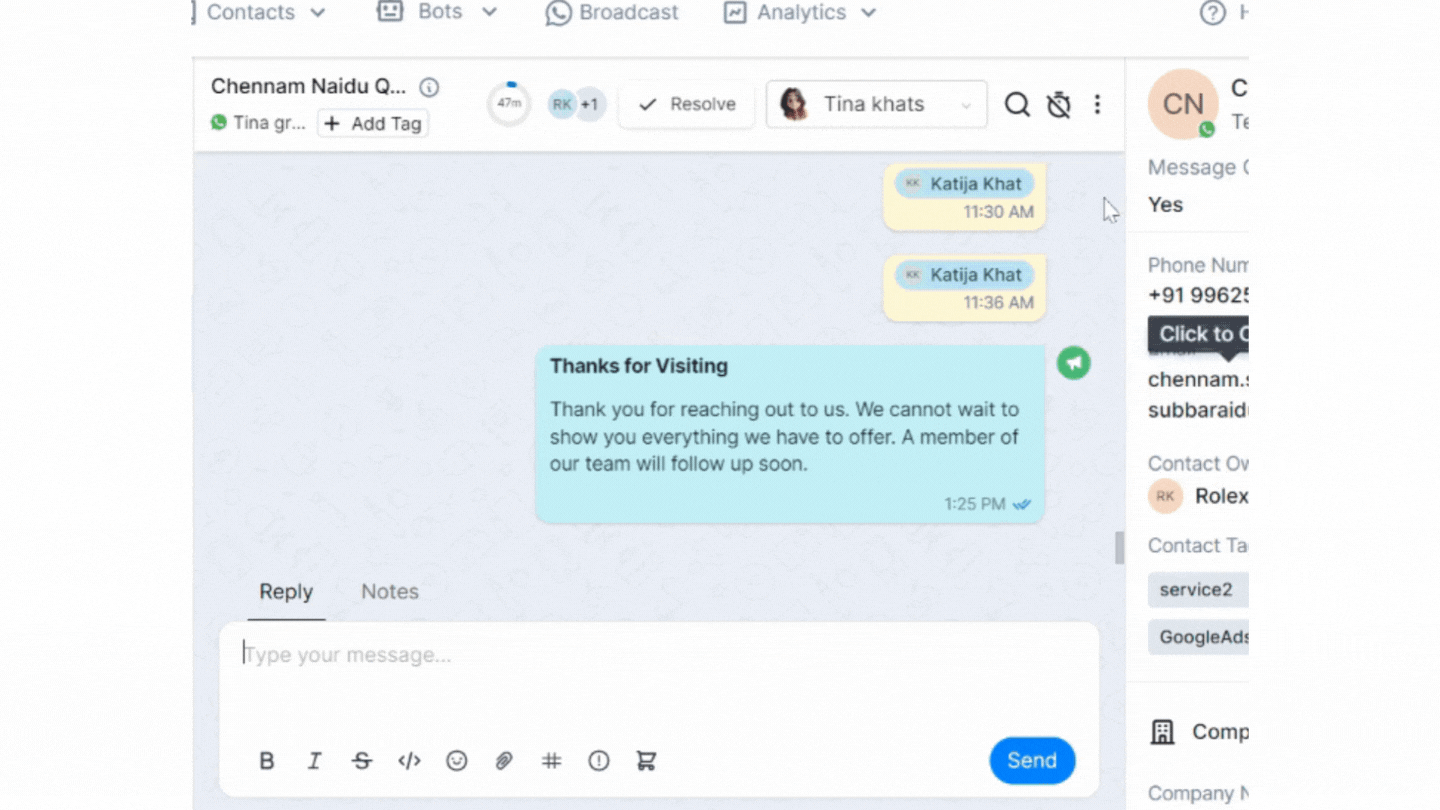 Contacts
Bots
Broadcast
Analytics
Chennam Naidu Q...
47m
RK +1
Resolve
Tina khats
Tina gr...
+ Add Tag
KK Katija Khat
11:30 AM
KK Katija Khat
11:36 AM
Thanks for Visiting
Thank you for reaching out to us. We cannot wait to
show you everything we have to offer. A member of
our team will follow up soon.
1:25 PM
Reply
Notes
Type your message...
B I S </>
Send
CN
C
Te
Message
Yes
Phone Num
+91 99625
Click to C
chennam.s
subbaraidu
Contact Ow
RK Rolex
Contact Ta
service2
GoogleAds
Comp
Company N